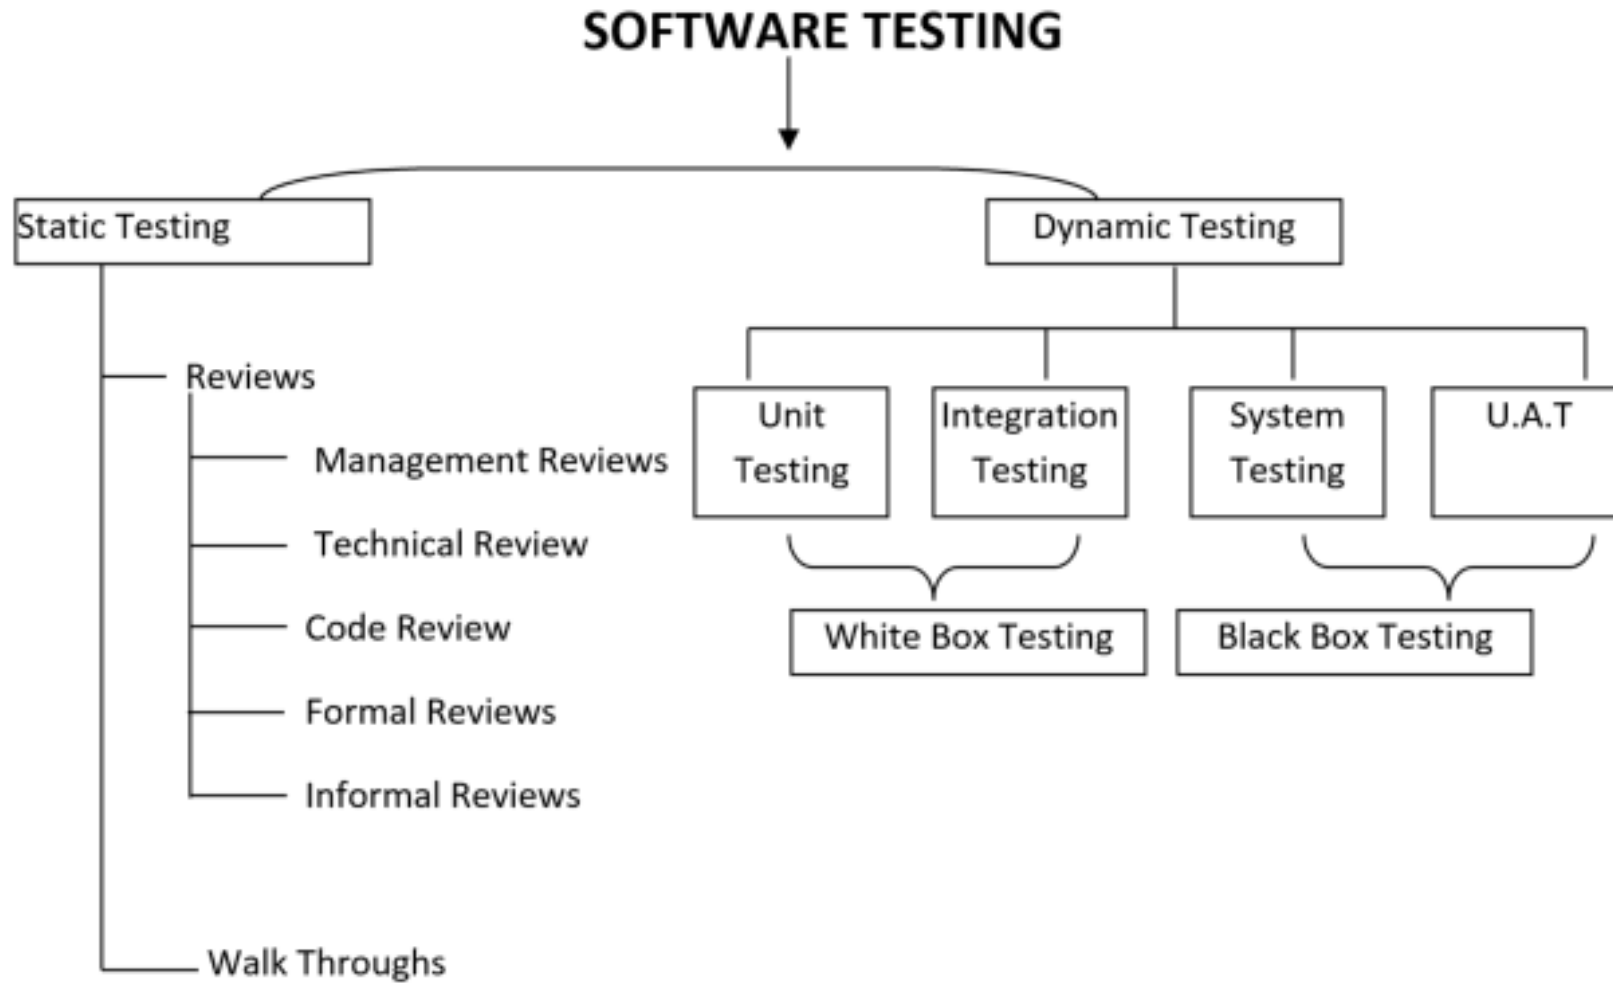 SOFTWARE TESTING
Static Testing
Dynamic Testing
Reviews
Management Reviews
Technical Review
Code Review
Formal Reviews
Informal Reviews
Walk Throughs
Unit
Testing
Integration
Testing
System
Testing
U.A.T
White Box Testing
Black Box Testing